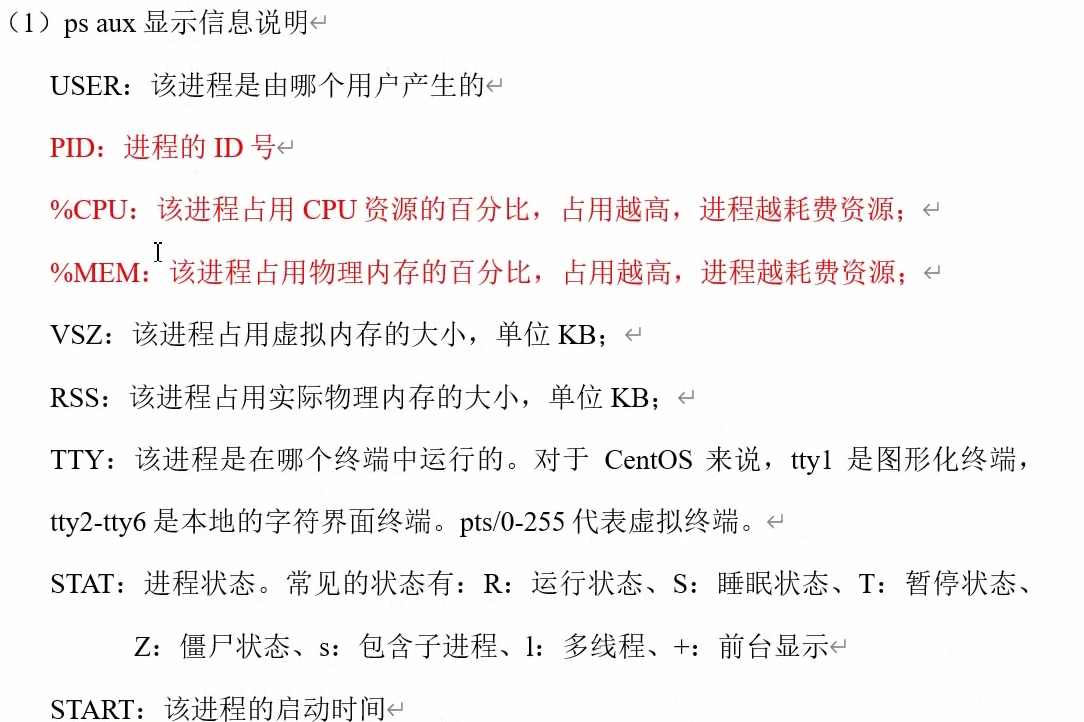 （1）ps aux 显示信息说明↵
USER：该进程是由哪个用户产生的↵
PID：进程的 ID 号↵
%CPU：该进程占用 CPU 资源的百分比，占用越高，进程越耗费资源；↵
%MEM：该进程占用物理内存的百分比，占用越高，进程越耗费资源；↵
VSZ：该进程占用虚拟内存的大小，单位 KB；↵
RSS：该进程占用实际物理内存的大小，单位 KB；↵
TTY：该进程是在哪个终端中运行的。对于 CentOS 来说，tty1 是图形化终端，
tty2-tty6 是本地的字符界面终端。pts/0-255 代表虚拟终端。↵
STAT：进程状态。常见的状态有：R：运行状态、S：睡眠状态、T：暂停状态、
Z：僵尸状态、s：包含子进程、l：多线程、+：前台显示↵
START：该进程的启动时间↵